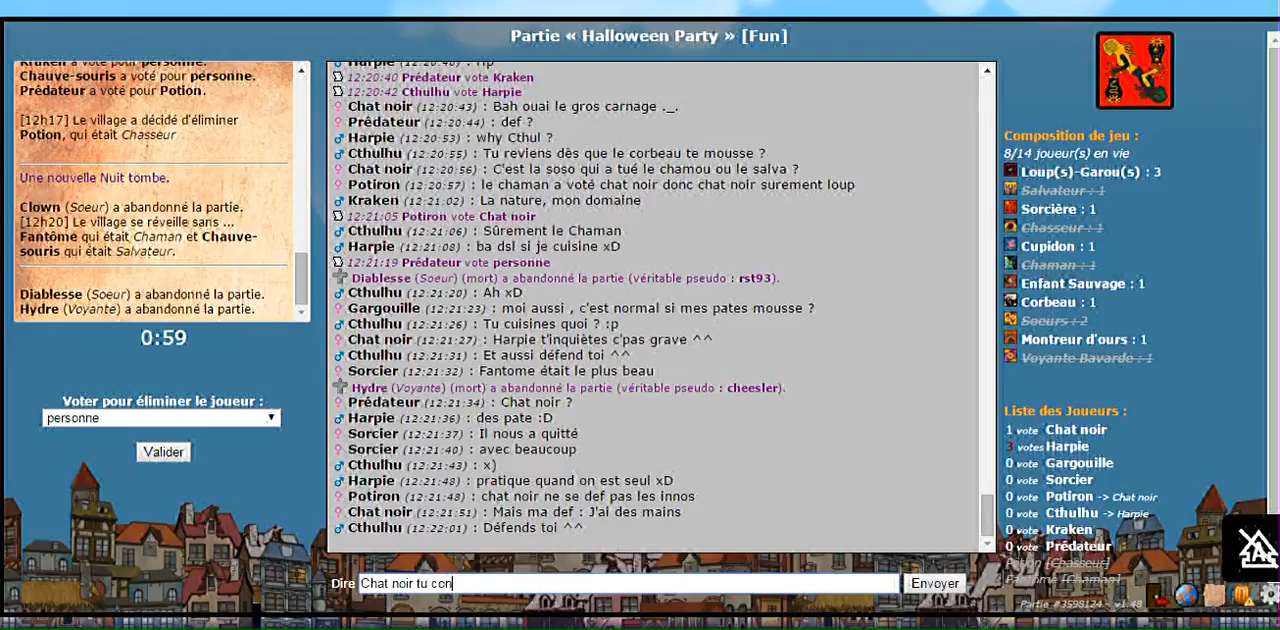 Partie « Halloween Party » [Fun]
Kraken a voté pour personne.
Chauve-souris a voté pour personne.
Prédateur a voté pour Potion.
[12h17] Le village a décidé d'éliminer
Potion, qui était Chasseur
Une nouvelle Nuit tombe.
Clown (Soeur) a abandonné la partie.
[12h20] Le village se réveille sans ...
Fantôme qui était Chaman et Chauve-
souris qui était Salvateur.
Diablesse (Soeur) a abandonné la partie.
Hydre (Voyante) a abandonné la partie.
0:59
Voter pour éliminer le joueur :
personne
Valider
12:20:40 Prédateur vote Kraken
12:20:42 Cthulhu vote Harpie
Chat noir (12:20:43) : Bah ouai le gros carnage ._.
Prédateur (12:20:44) : def ?
Harpie (12:20:53) : why Cthul ?
Cthulhu (12:20:55) : Tu reviens dès que le corbeau te mousse ?
Chat noir (12:20:56) : C'est la soso qui a tué le chamou ou le salva ?
Potiron (12:20:57) : le chaman a voté chat noir donc chat noir surement loup
Kraken (12:21:02) : La nature, mon domaine
12:21:05 Potiron vote Chat noir
Cthulhu (12:21:06) : Sûrement le Chaman
Harpie (12:21:08) : ba dsl si je cuisine xD
12:21:19 Prédateur vote personne
Diablesse (Soeur) (mort) a abandonné la partie (véritable pseudo : rst93).
Cthulhu (12:21:20) : Ah xD
Gargouille (12:21:23) : moi aussi , c'est normal si mes pates mousse ?
Cthulhu (12:21:26) : Tu cuisines quoi ? :p
Chat noir (12:21:27) : Harpie t'inquiètes c'pas grave ^^
Cthulhu (12:21:31) : Et aussi défend toi ^^
Sorcier (12:21:32) : Fantome était le plus beau
Hydre (Voyante) (mort) a abandonné la partie (véritable pseudo : cheesler).
Prédateur (12:21:34) : Chat noir ?
Harpie (12:21:36) : des pate :D
Sorcier (12:21:37) : Il nous a quitté
Sorcier (12:21:40) : avec beaucoup
Cthulhu (12:21:43) : x)
Harpie (12:21:48) : pratique quand on est seul xD
Potiron (12:21:48) : chat noir ne se def pas les innos
Chat noir (12:21:51) : Mais ma def : J'ai des mains
Cthulhu (12:22:01) : Défends toi ^^
Dire Chat noir tu con
Envoyer
Composition de jeu :
8/14 joueur(s) en vie
Loup(s)-Garou(s) : 3
Salvateur : 1
Sorcière : 1
Chasseur : 1
Cupidon : 1
Chaman : 1
Enfant Sauvage : 1
Corbeau : 1
Soeurs : 2
Montreur d'ours : 1
Voyante Bavarde : 1
Liste des Joueurs :
1 vote Chat noir
3 votes Harpie
0 vote Gargouille
0 vote Sorcier
0 vote Potiron -> Chat noir
0 vote Cthulhu -> Harpie
0 vote Kraken
0 vote Prédateur
Potion [Chasseur]
Fantôme [Chaman]
Partie #3598124 - v1.48